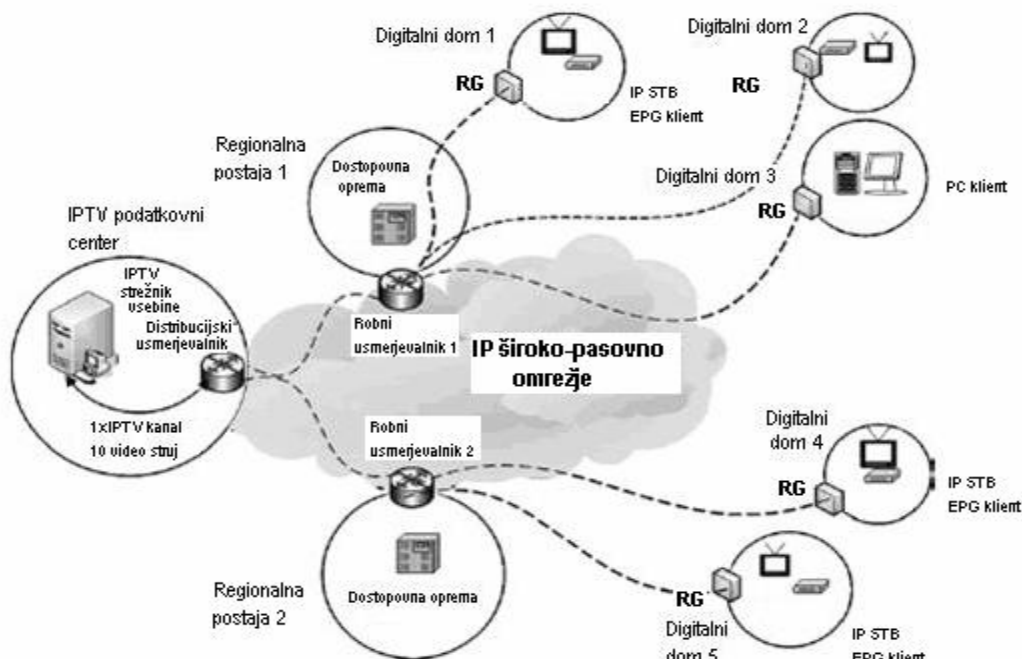 Digitalni dom 1
RG
IP STB
EPG klient
Digitalni dom 2
RG
Regionalna
postaja 1
Dostopovna
oprema
Digitalni dom 3
RG
PC klient
IPTV podatkovni
center
IPTV
strežnik
vsebine
Distribucijski
usmerjevalnik
1xIPTV kanal
10 video struj
Robni
usmerjevalnik 1
IP široko-pasovno
omrežje
Robni
usmerjevalnik 2
Digitalni
dom 4
RG
IP STB
EPG klient
Regionalna
postaja 2
Dostopovna oprema
RG
Digitalni
dom 5
IP STB
EPG klient